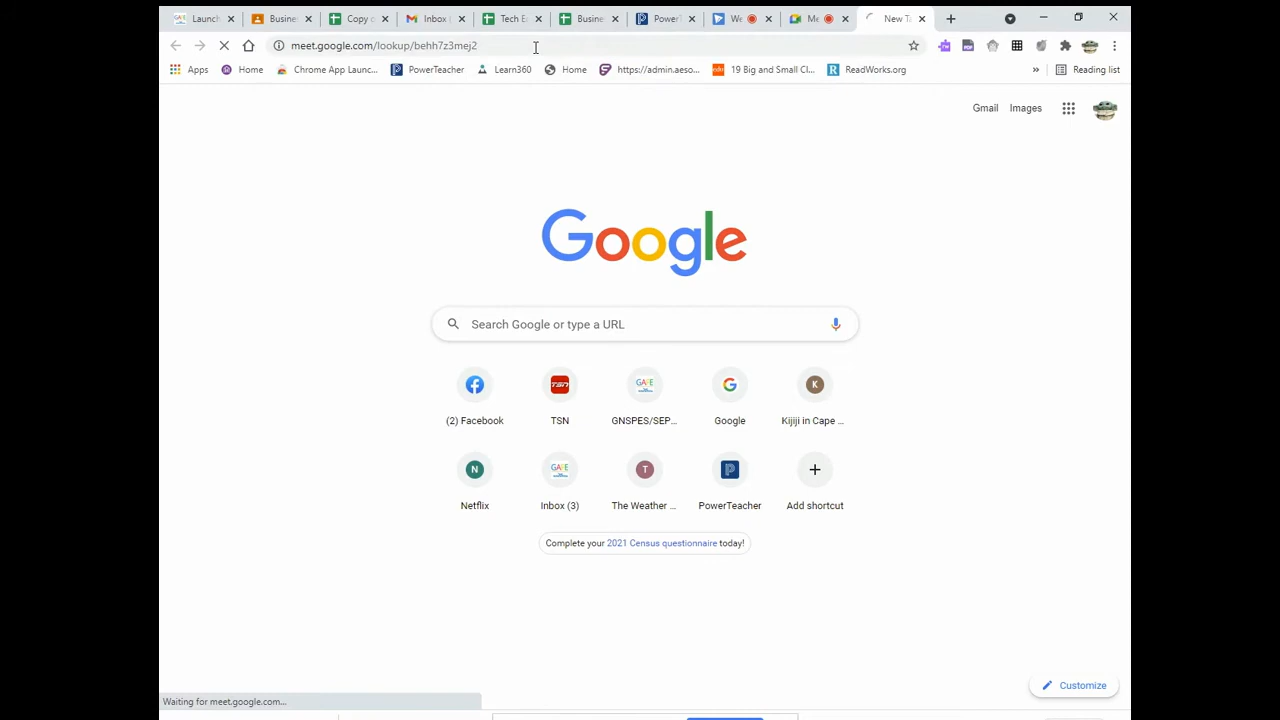 Launch Busine Copy o Inbox ( Tech E Busine PowerT We Me New Ta
meet.google.com/lookup/behh7z3mej2
Apps Home Chrome App Launc... PowerTeacher Learn360 Home https://admin.aeso... 19 Big and Small Cl... ReadWorks.org » Reading list
Gmail Images
Google
Search Google or type a URL
(2) Facebook TSN GNSPES/SEP... Google Kijiji in Cape ...
Netflix Inbox (3) The Weather ... PowerTeacher Add shortcut
Complete your 2021 Census questionnaire today!
Customize
Waiting for meet.google.com...